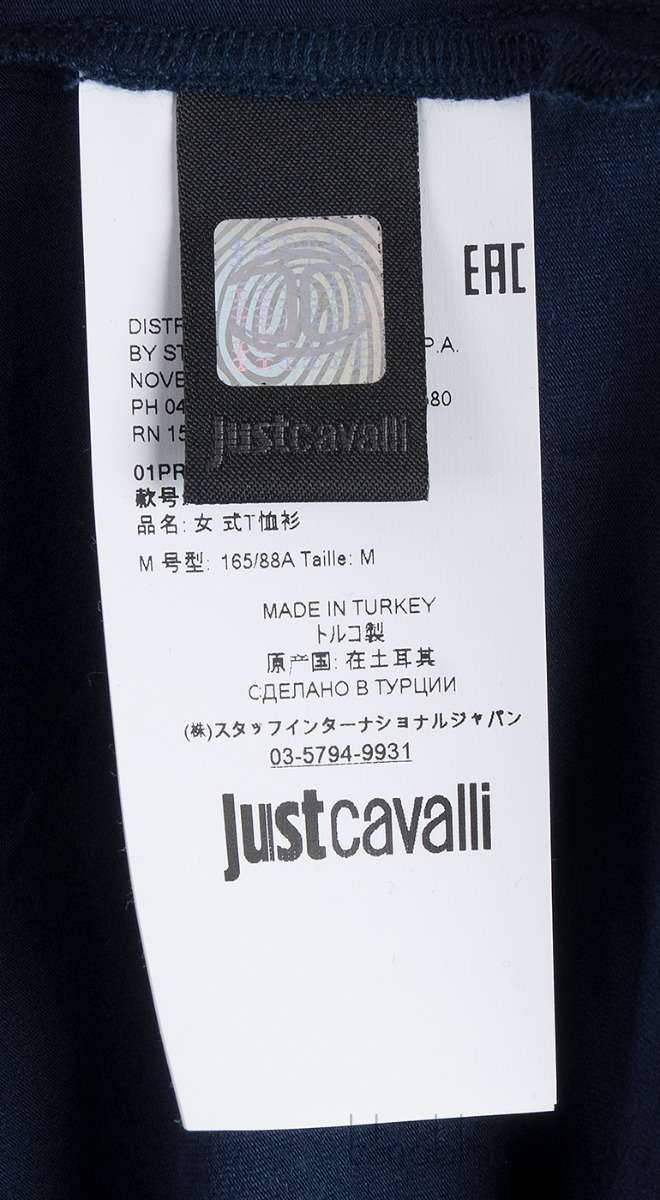 EAC
DISTR
BY ST P.A.
NOVE
PH 04 680
RN 15
justcavalli
01PR
款号:
品名: 女 式T恤衫
M 号型: 165/88A Taille: M
MADE IN TURKEY
トルコ製
原产国: 在土耳其
СДЕЛАНО В ТУРЦИИ
(株)スタッフインターナショナルジャパン
03-5794-9931
justcavalli